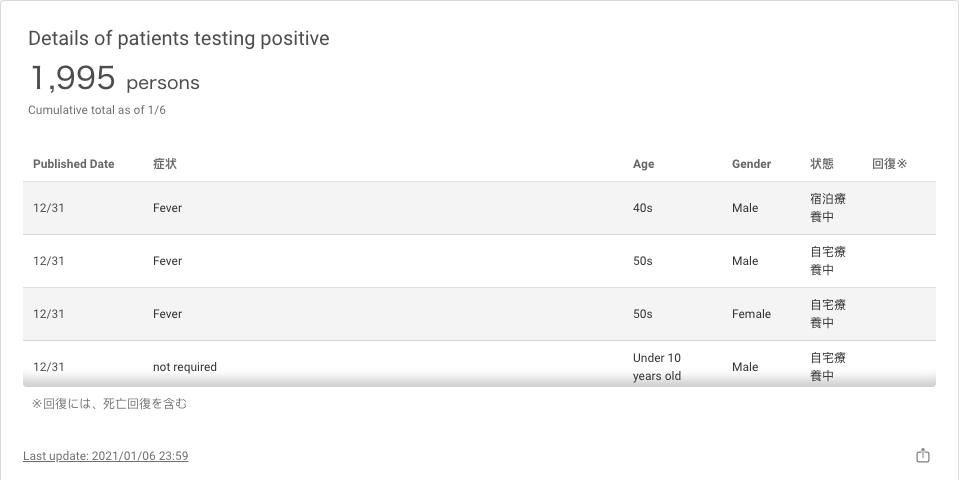 Details of patients testing positive
1,995 persons
Cumulative total as of 1/6
Published Date 症状 Age Gender 状態 回復※
12/31 Fever 40s Male 宿泊療
養中
12/31 Fever 50s Male 自宅療
養中
12/31 Fever 50s Female 自宅療
養中
12/31 not required Under 10 years old Male 自宅療
養中
※回復には、死亡回復を含む
Last update: 2021/01/06 23:59